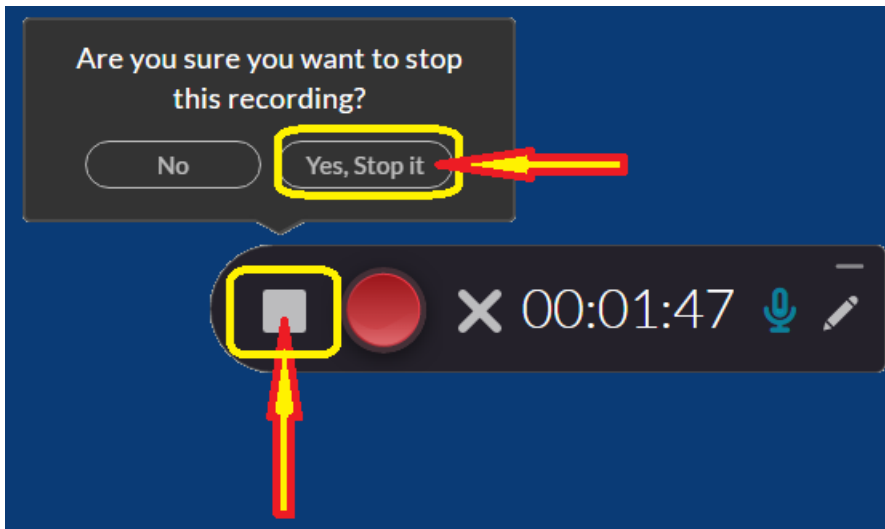 Are you sure you want to stop
this recording?
No
Yes, Stop it
00:01:47